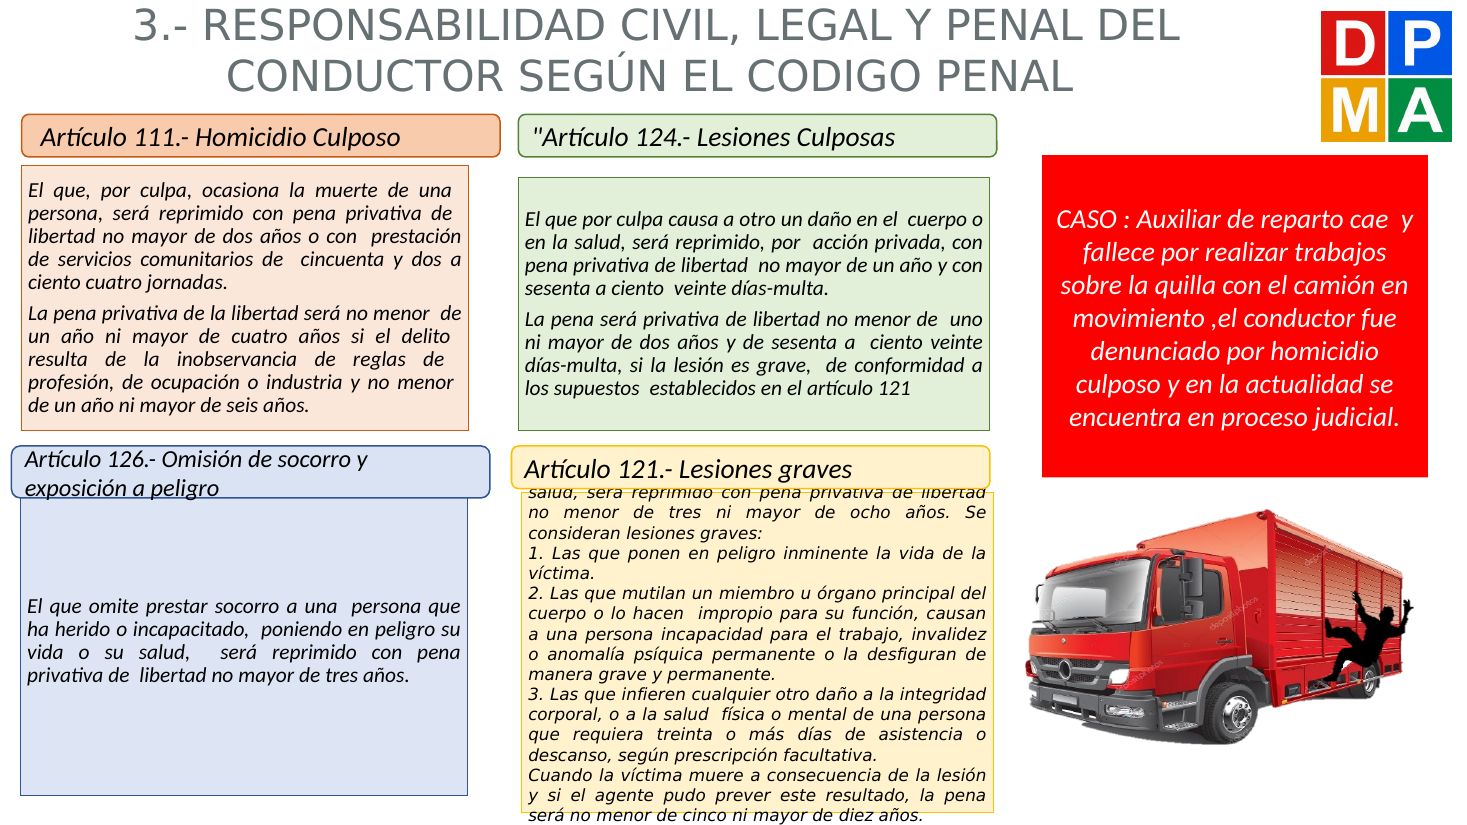 3.- RESPONSABILIDAD CIVIL, LEGAL Y PENAL DEL
CONDUCTOR SEGÚN EL CODIGO PENAL
D P
M A
Artículo 111.- Homicidio Culposo
El que, por culpa, ocasiona la muerte de una
persona, será reprimido con pena privativa de
libertad no mayor de dos años o con prestación
de servicios comunitarios de cincuenta y dos a
ciento cuatro jornadas.
La pena privativa de la libertad será no menor de
un año ni mayor de cuatro años si el delito
resulta de la inobservancia de reglas de
profesión, de ocupación o industria y no menor
de un año ni mayor de seis años.
"Artículo 124.- Lesiones Culposas
El que por culpa causa a otro un daño en el cuerpo o
en la salud, será reprimido, por acción privada, con
pena privativa de libertad no mayor de un año y con
sesenta a ciento veinte días-multa.
La pena será privativa de libertad no menor de uno
ni mayor de dos años y de sesenta a ciento veinte
días-multa, si la lesión es grave, de conformidad a
los supuestos establecidos en el artículo 121
CASO : Auxiliar de reparto cae y
fallece por realizar trabajos
sobre la quilla con el camión en
movimiento ,el conductor fue
denunciado por homicidio
culposo y en la actualidad se
encuentra en proceso judicial.
Artículo 126.- Omisión de socorro y
exposición a peligro
El que omite prestar socorro a una persona que
ha herido o incapacitado, poniendo en peligro su
vida o su salud, será reprimido con pena
privativa de libertad no mayor de tres años.
Artículo 121.- Lesiones graves
salud, será reprimido con pena privativa de libertad
no menor de tres ni mayor de ocho años. Se
consideran lesiones graves:
1. Las que ponen en peligro inminente la vida de la
víctima.
2. Las que mutilan un miembro u órgano principal del
cuerpo o lo hacen impropio para su función, causan
a una persona incapacidad para el trabajo, invalidez
o anomalía psíquica permanente o la desfiguran de
manera grave y permanente.
3. Las que infieren cualquier otro daño a la integridad
corporal, o a la salud física o mental de una persona
que requiera treinta o más días de asistencia o
descanso, según prescripción facultativa.
Cuando la víctima muere a consecuencia de la lesión
y si el agente pudo prever este resultado, la pena
será no menor de cinco ni mayor de diez años.